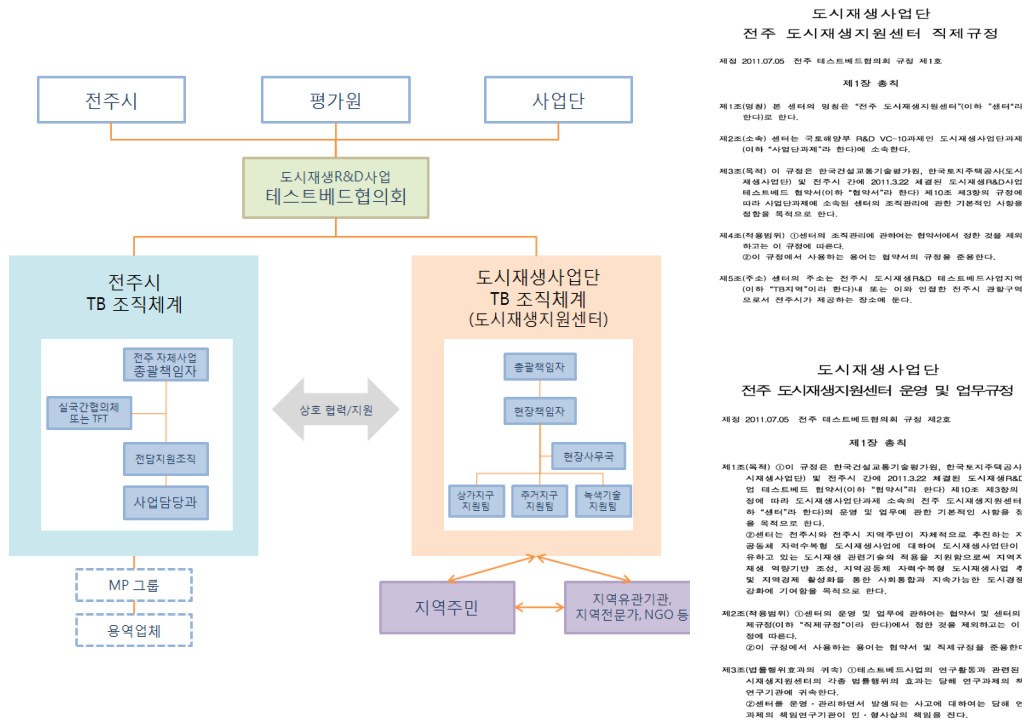 전주시
평가원
사업단
도시재생R&D사업
테스트베드협의회
전주시
TB 조직체계
전주 자체사업
총괄책임자
실국간협의체
또는 TFT
전담지원조직
사업담당과
MP 그룹
용역업체
상호 협력/지원
도시재생사업단
TB 조직체계
(도시재생지원센터)
총괄책임자
현장책임자
현장사무국
상가지구
지원팀
주거지구
지원팀
녹색기술
지원팀
지역주민
지역유관기관,
지역전문가, NGO 등
도시재생사업단
전주 도시재생지원센터 직제규정
제정 2011.07.05 전주 테스트베드협의회 규정 제1호
제1장 총칙
제1조(명칭) 본 센터의 명칭은 "전주 도시재생지원센터"(이하 "센터"라
한다)로 한다.
제2조(소속) 센터는 국토해양부 R&D VC-10과제인 도시재생사업단과제
(이하 "사업단과제"라 한다)에 소속한다.
제3조(목적) 이 규정은 한국건설교통기술평가원, 한국토지주택공사(도시
재생사업단) 및 전주시 간에 2011.3.22 체결된 도시재생R&D사업
테스트베드 협약서(이하 "협약서"라 한다) 제10조 제3항의 규정에
따라 사업단과제에 소속된 센터의 조직관리에 관한 기본적인 사항을
정함을 목적으로 한다.
제4조(적용범위) ①센터의 조직관리에 관하여는 협약서에서 정한 것을 제외
하고는 이 규정에 따른다.
②이 규정에서 사용하는 용어는 협약서의 규정을 준용한다.
제5조(주소) 센터의 주소는 전주시 도시재생R&D 테스트베드사업지역
(이하 "TB지역"이라 한다)내 또는 이와 인접한 전주시 관할구역
으로서 전주시가 제공하는 장소에 둔다.
도시재생사업단
전주 도시재생지원센터 운영 및 업무규정
제정 2011.07.05 전주 테스트베드협의회 규정 제2호
제1장 총칙
제1조(목적) ①이 규정은 한국건설교통기술평가원, 한국토지주택공사
시재생사업단) 및 전주시 간에 2011.3.22 체결된 도시재생R&D
업 테스트베드 협약서(이하 "협약서"라 한다) 제10조 제3항의
정에 따라 도시재생사업단과제 소속의 전주 도시재생지원센터
하 "센터"라 한다)의 운영 및 업무에 관한 기본적인 사항을 정
을 목적으로 한다.
②센터는 전주시와 전주시 지역주민이 자체적으로 추진하는 지
공동체 자력수복형 도시재생사업에 대하여 도시재생사업단이
유하고 있는 도시재생 관련기술의 적용을 지원함으로써 지역자
재생 역량기반 조성, 지역공동체 자력수복형 도시재생사업 추
및 지역경제 활성화를 통한 사회통합과 지속가능한 도시경쟁
강화에 기여함을 목적으로 한다.
제2조(적용범위) ①센터의 운영 및 업무에 관하여는 협약서 및 센터의
제규정(이하 "직제규정"이라 한다)에서 정한 것을 제외하고는 이
정에 따른다.
②이 규정에서 사용하는 용어는 협약서 및 직제규정을 준용한다
제3조(법률행위효과의 귀속) ①테스트베드사업의 연구활동과 관련된
시재생지원센터의 각종 법률행위의 효과는 당해 연구과제의 책
연구기관에 귀속한다.
②센터를 운영·관리하면서 발생되는 사고에 대하여는 당해 연
과제의 책임연구기관이 민·형사상의 책임을 진다.